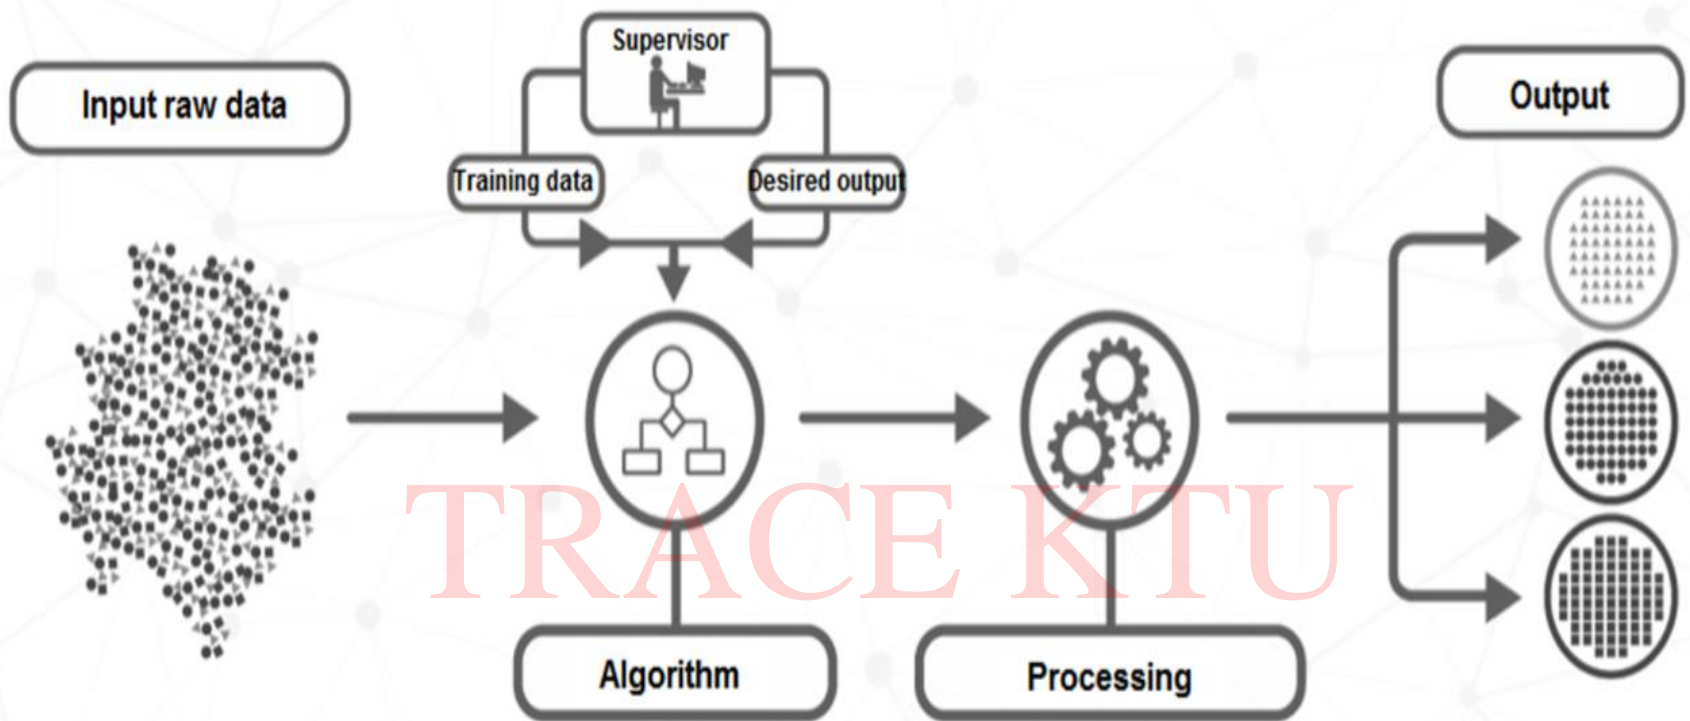 Supervisor
Input raw data
Output
Training data
Desired output
TRACE KTU
Algorithm
Processing